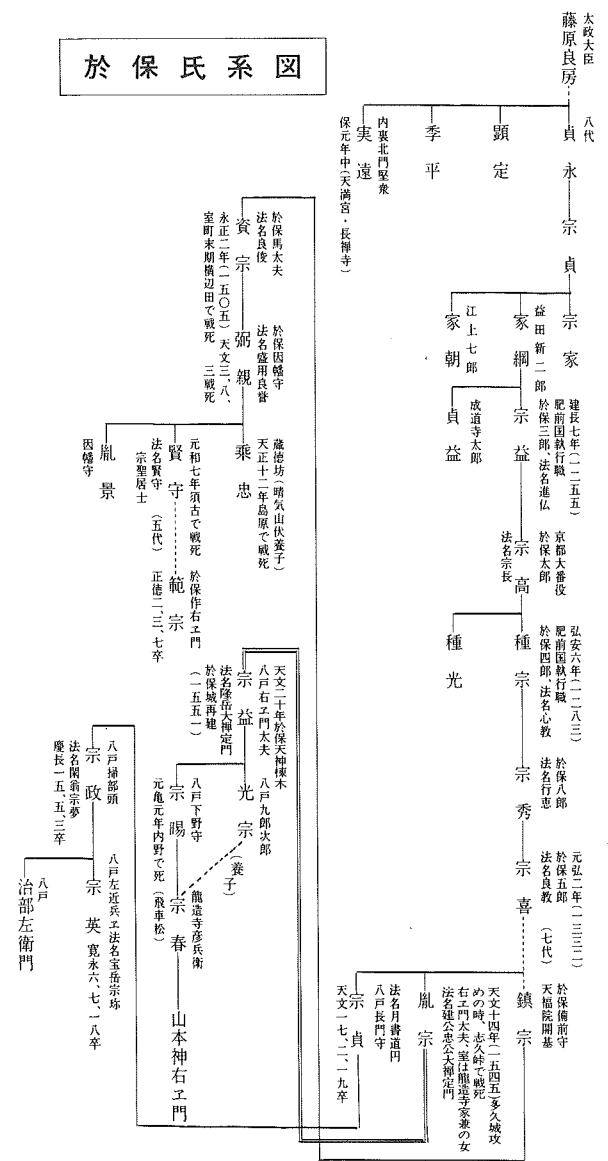 於保氏系図
太政大臣
藤原良房
八代
貞永
顕定
季平
実遠
内裏北門堅衆
保元年中(天満宮・長禅寺)
宗貞
宗家
家綱
益田新二郎
家朝
江上七郎
建長七年(一二五五)
肥前国執行職
於保三郎、法名進仏
宗益
貞益
成道寺太郎
京都大番役
於保太郎
宗高
法名宗長
弘安六年(一二八三)
肥前国執行職
於保四郎、法名心教
種宗
種光
於保八郎
法名行恵
宗秀
元弘二年(一三三二)
於保五郎
法名良教
(七代)
宗喜
於保備前守
天福院開基
鎮宗
天文十四年(一五四五)多久城攻
めの時、志久峠で戦死
右ヱ門太夫、室は龍造寺家兼の女
法名建公忠公大禅定門
胤宗
法名月書道円
八戸長門守
宗貞
天文一七、二、一九卒
於保馬太夫
法名良俊
資宗
永正二年(一五〇五)
室町末期横辺田で戦死
於保因幡守
法名盛用良誉
弼親
天文三、八、三戦死
蔵徳坊(晴気山伏養子)
天正十二年島原で戦死
乗忠
元和七年須古で戦死
賢守
法名賢守
宗聖居士
(五代)
於保作右ヱ門
範宗
正徳二、三、七卒
胤景
因幡守
天文二十年於保天神棟木
八戸右ヱ門太夫
宗益
法名隆岳大禅定門
於保城再建
(一五五一)
八戸九郎次郎
光宗
(養子)
八戸下野守
宗暘
元亀元年内野で死
龍造寺彦兵衛
宗春
(飛車松)
山本神右ヱ門
八戸掃部頭
宗政
法名閑翁宗夢
慶長一五、五、三卒
八戸左近兵ヱ法名宝岳宗珎
宗英
寛永六、七、一八卒
八戸
治部左衛門